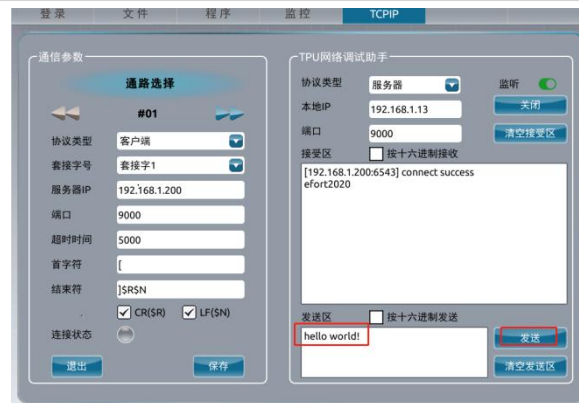 登录 文件 程序 监控 TCPIP
通信参数
通路选择
#01
协议类型 客户端
套接字号 套接字1
服务器IP 192.168.1.200
端口 9000
超时时间 5000
首字符 [
结束符 ]$R$N
CR($R) LF($N)
连接状态
退出 保存
TPU网络调试助手
协议类型 服务器 监听
本地IP 192.168.1.13 关闭
端口 9000 清空接受区
接受区 按十六进制接收
[192.168.1.200:6543] connect success
efort2020
发送区 按十六进制发送
hello world! 发送
清空发送区